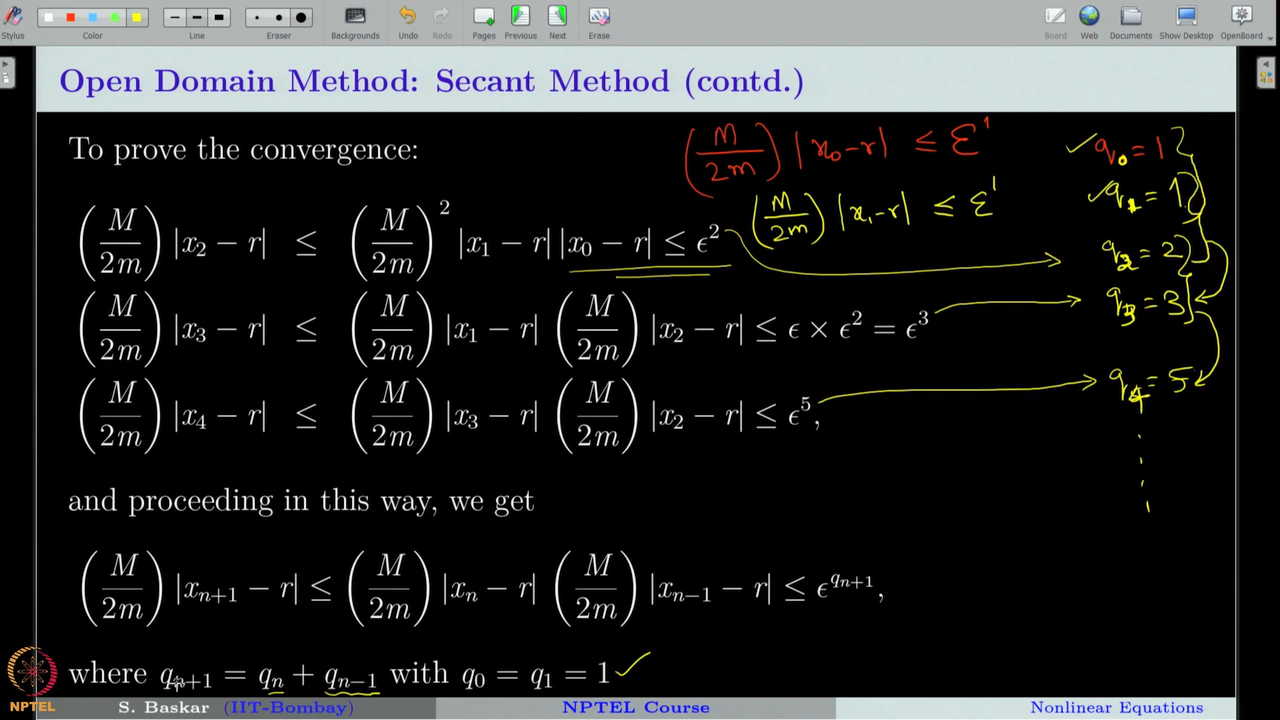 Stylus Color Line Eraser Backgrounds Undo Redo Pages Previous Next Erase Board Web Documents Show Desktop OpenBoard
Open Domain Method: Secant Method (contd.)
To prove the convergence:
(M/2m) |x₀−r| ≤ ε¹
q₀ = 1
(M/2m) |x₁−r| ≤ ε¹
q₁ = 1
(M/2m) |x₂ − r| ≤ (M/2m)² |x₁ − r| |x₀ − r| ≤ ϵ²
q₂ = 2
(M/2m) |x₃ − r| ≤ (M/2m) |x₁ − r| (M/2m) |x₂ − r| ≤ ϵ × ϵ² = ϵ³
q₃ = 3
(M/2m) |x₄ − r| ≤ (M/2m) |x₃ − r| (M/2m) |x₂ − r| ≤ ϵ⁵,
q₄ = 5
and proceeding in this way, we get
(M/2m) |xₙ₊₁ − r| ≤ (M/2m) |xₙ − r| (M/2m) |xₙ₋₁ − r| ≤ ϵ^{qₙ₊₁},
where qₙ₊₁ = qₙ + qₙ₋₁ with q₀ = q₁ = 1
NPTEL
S. Baskar (IIT-Bombay) NPTEL Course Nonlinear Equations